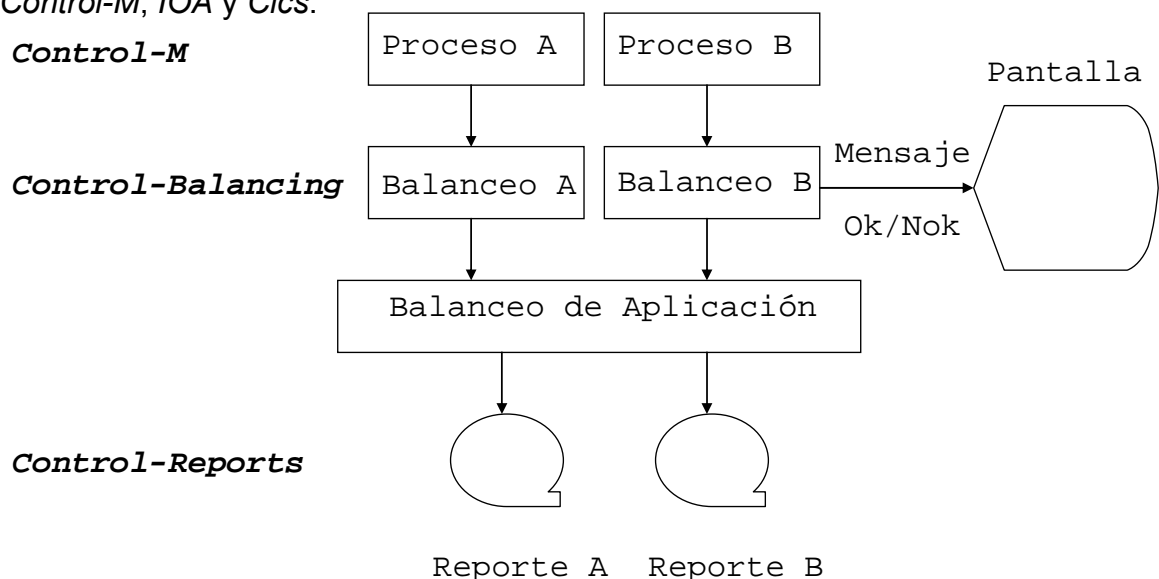 Control-M, IOA y Cics.
Control-M
Proceso A
Proceso B
Pantalla
Control-Balancing
Balanceo A
Balanceo B
Mensaje
Ok/Nok
Balanceo de Aplicación
Control-Reports
Reporte A
Reporte B